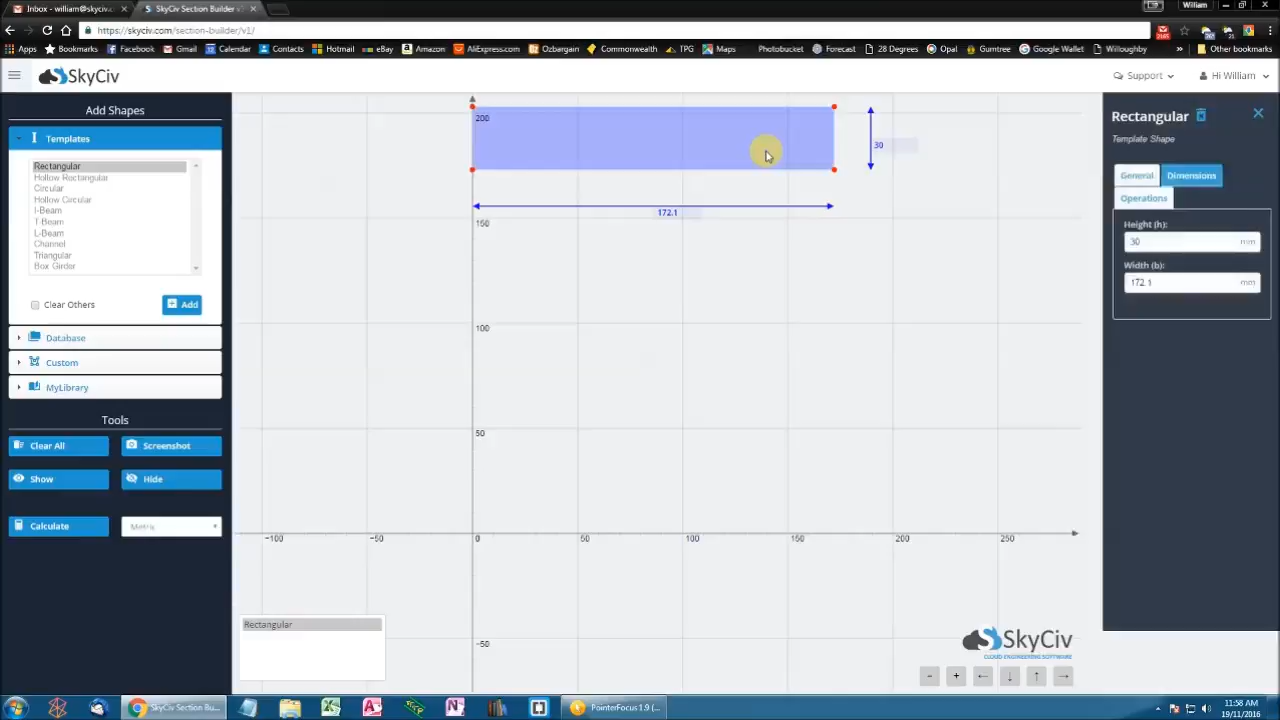 Inbox - william@skyciv.c
SkyCiv Section Builder v1
William
https://skyciv.com/section-builder/v1/
Apps
Bookmarks
Facebook
Gmail
Calendar
Contacts
Hotmail
eBay
Amazon
AliExpress.com
Ozbargain
Commonwealth
TPG
Maps
Photobucket
Forecast
28 Degrees
Opal
Gumtree
Google Wallet
Willoughby
»
Other bookmarks
SkyCiv
Support
Hi William
Add Shapes
Templates
Rectangular
Hollow Rectangular
Circular
Hollow Circular
I-Beam
T-Beam
L-Beam
Channel
Triangular
Box Girder
Clear Others
Add
Database
Custom
MyLibrary
Tools
Clear All
Screenshot
Show
Hide
Calculate
Metric
200
30
172.1
150
100
50
-100
-50
0
50
100
150
200
250
-50
Rectangular
SkyCiv
CLOUD ENGINEERING SOFTWARE
- + ← ↓ ↑ →
Rectangular
Template Shape
General
Dimensions
Operations
Height (h):
30 mm
Width (b):
172.1 mm
SkyCiv Section Bu...
PointerFocus 1.9 (...
11:58 AM
19/11/2016